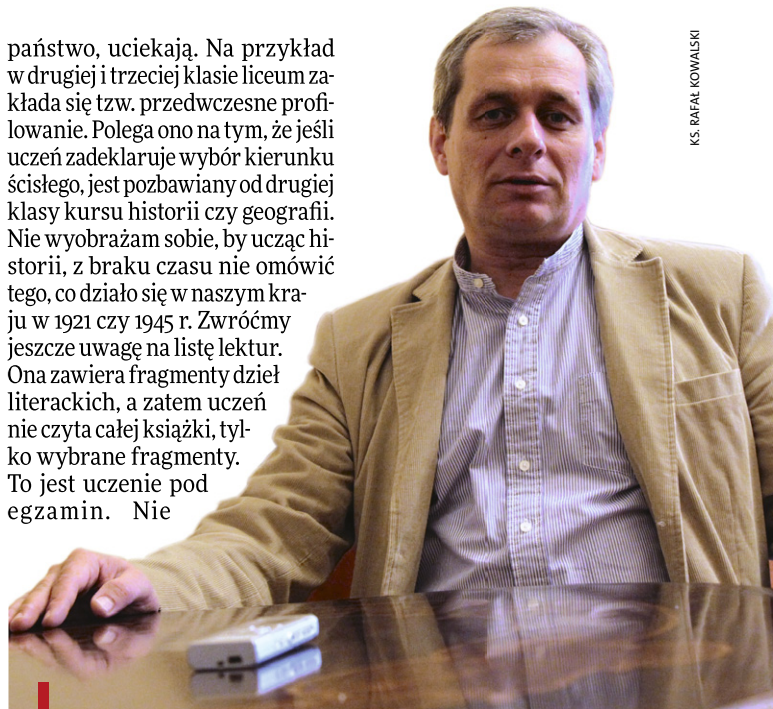 państwo, uciekają. Na przykład
w drugiej i trzeciej klasie liceum za-
kłada się tzw. przedwczesne profi-
lowanie. Polega ono na tym, że jeśli
uczeń zadeklaruje wybór kierunku
ścisłego, jest pozbawiany od drugiej
klasy kursu historii czy geografii.
Nie wyobrażam sobie, by ucząc hi-
storii, z braku czasu nie omówić
tego, co działo się w naszym kra-
ju w 1921 czy 1945 r. Zwróćmy
jeszcze uwagę na listę lektur.
Ona zawiera fragmenty dzieł
literackich, a zatem uczeń
nie czyta całej książki, tyl-
ko wybrane fragmenty.
To jest uczenie pod
egzamin. Nie
KS. RAFAŁ KOWALSKI